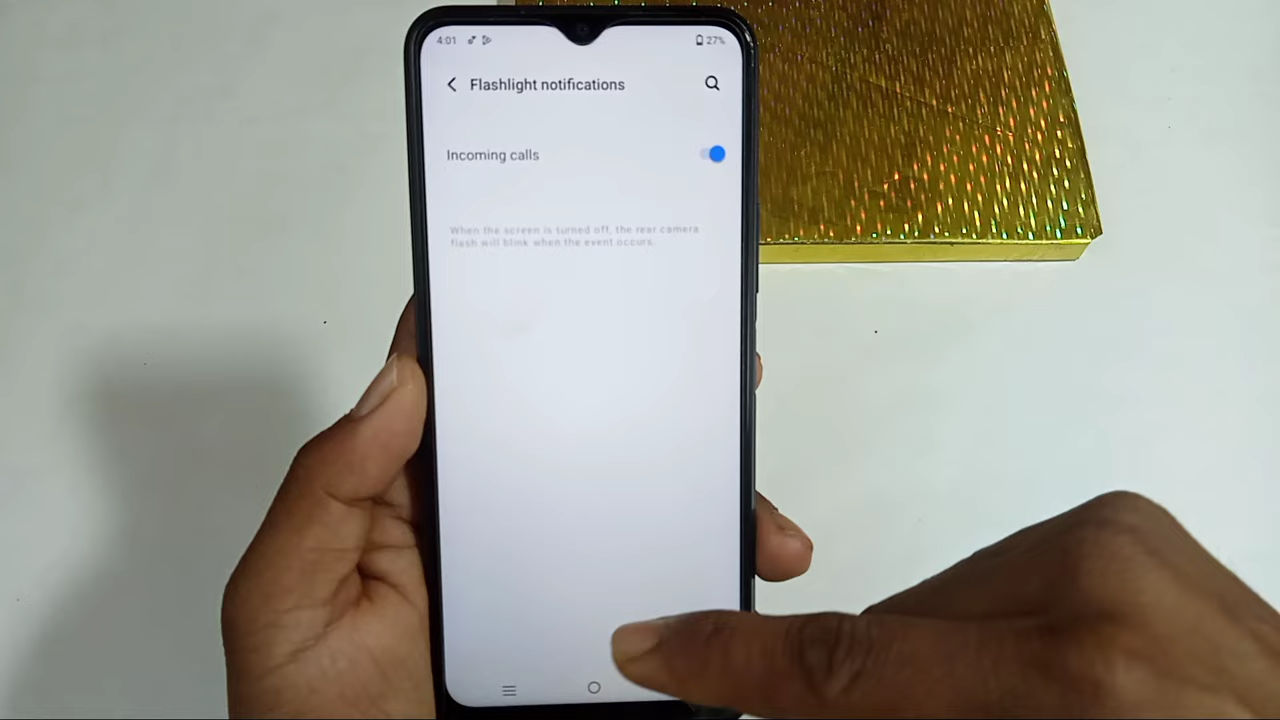 4:01
27%
Flashlight notifications
Incoming calls
When the screen is turned off, the rear camera
flash will blink when the event occurs.